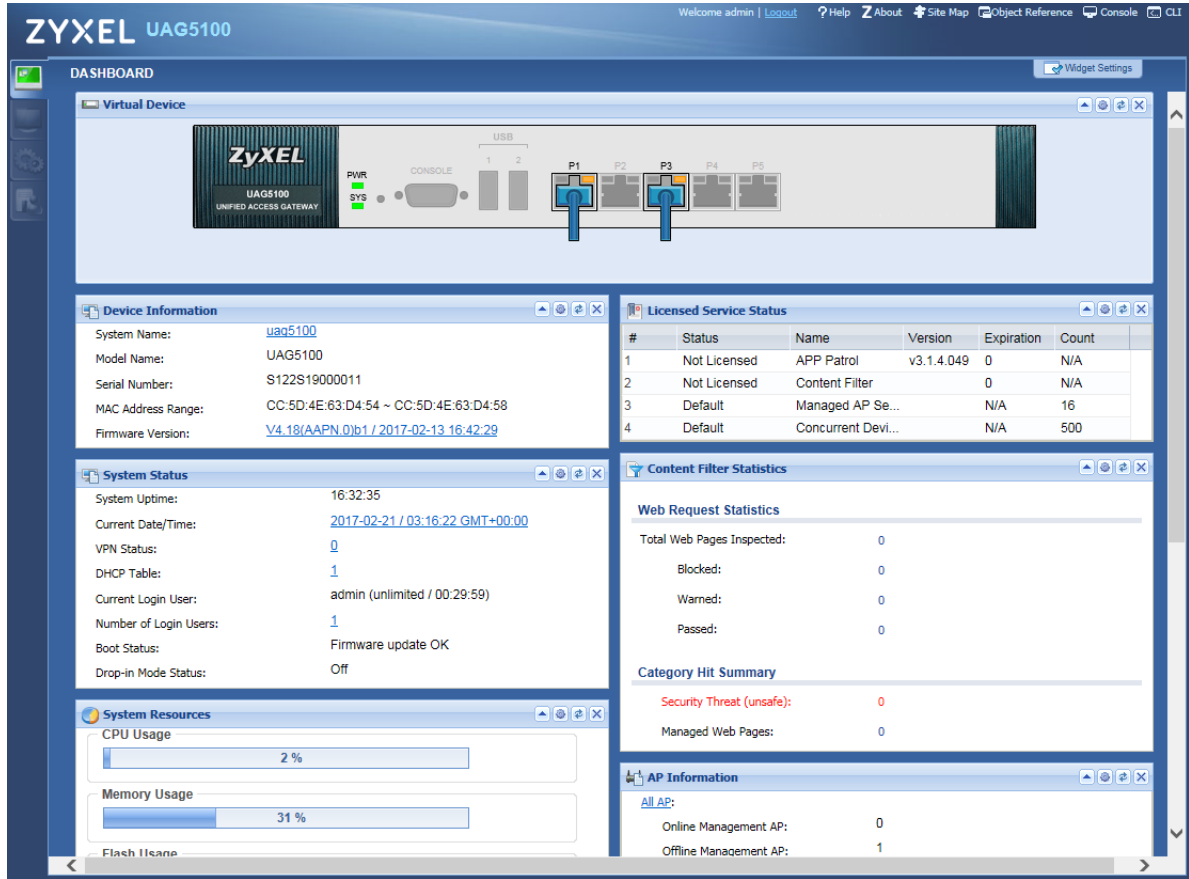 ZYXEL UAG5100
Welcome admin | Logout ?Help Z About Site Map Object Reference Console CLI
DASHBOARD
Widget Settings
Virtual Device
ZyXEL
UAG5100
UNIFIED ACCESS GATEWAY
PWR
SYS
CONSOLE
USB
1 2
P1 P2 P3 P4 P5
Device Information
System Name: uag5100
Model Name: UAG5100
Serial Number: S122S19000011
MAC Address Range: CC:5D:4E:63:D4:54 ~ CC:5D:4E:63:D4:58
Firmware Version: V4.18(AAPN.0)b1 / 2017-02-13 16:42:29
Licensed Service Status
# Status Name Version Expiration Count
1 Not Licensed APP Patrol v3.1.4.049 0 N/A
2 Not Licensed Content Filter 0 N/A
3 Default Managed AP Se... N/A 16
4 Default Concurrent Devi... N/A 500
System Status
System Uptime: 16:32:35
Current Date/Time: 2017-02-21 / 03:16:22 GMT+00:00
VPN Status: 0
DHCP Table: 1
Current Login User: admin (unlimited / 00:29:59)
Number of Login Users: 1
Boot Status: Firmware update OK
Drop-in Mode Status: Off
Content Filter Statistics
Web Request Statistics
Total Web Pages Inspected: 0
Blocked: 0
Warned: 0
Passed: 0
Category Hit Summary
Security Threat (unsafe): 0
Managed Web Pages: 0
System Resources
CPU Usage
2 %
Memory Usage
31 %
Flash Usage
AP Information
All AP:
Online Management AP: 0
Offline Management AP: 1